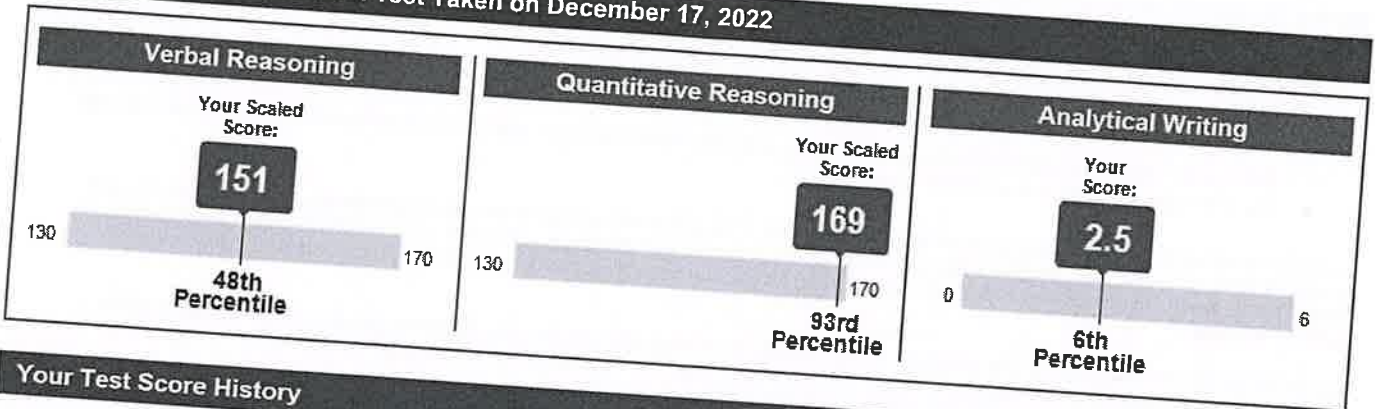 Test Taken on December 17, 2022
Verbal Reasoning
Your Scaled
Score:
151
130
170
48th
Percentile
Quantitative Reasoning
Your Scaled
Score:
169
130
170
93rd
Percentile
Analytical Writing
Your
Score:
2.5
0
6
6th
Percentile
Your Test Score History